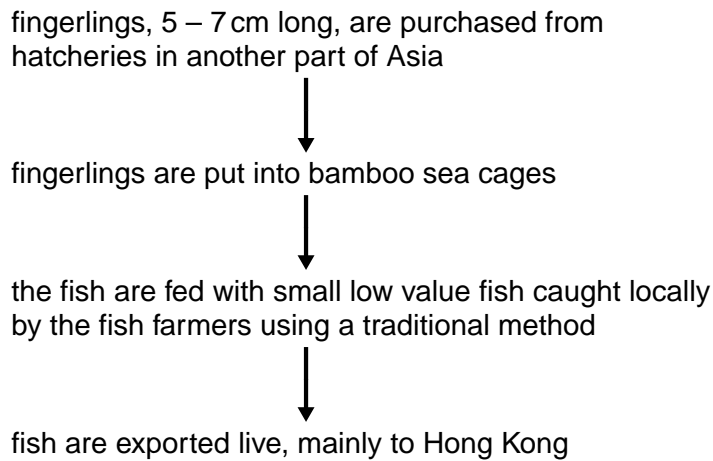 fingerlings, 5 – 7 cm long, are purchased from
hatcheries in another part of Asia
fingerlings are put into bamboo sea cages
the fish are fed with small low value fish caught locally
by the fish farmers using a traditional method
fish are exported live, mainly to Hong Kong